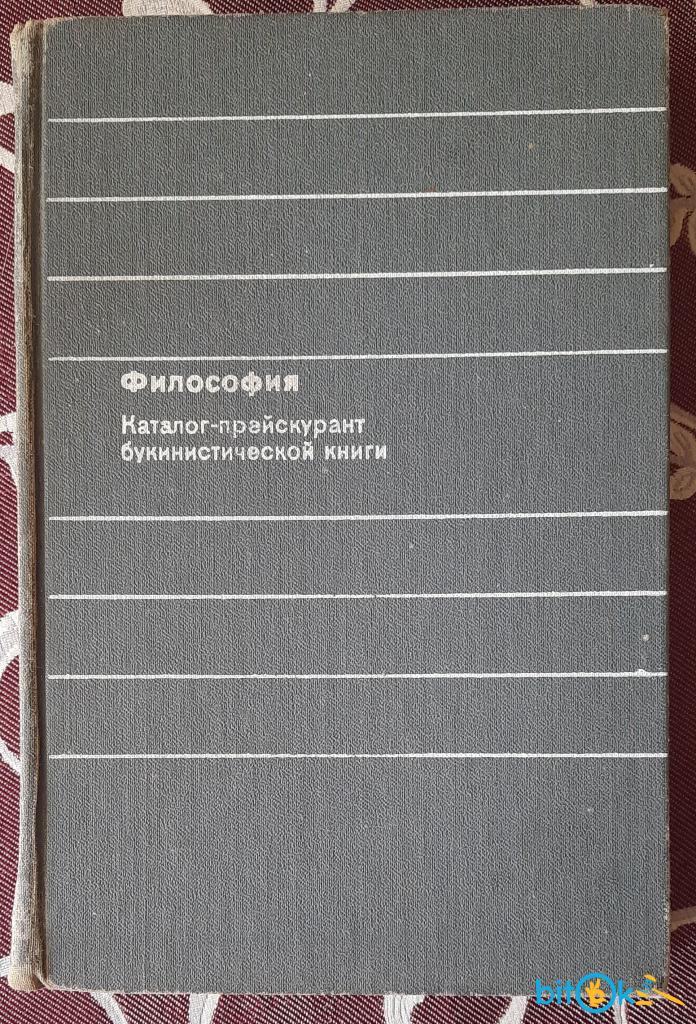 Философия
Каталог-прейскурант
букинистической книги
bitOk